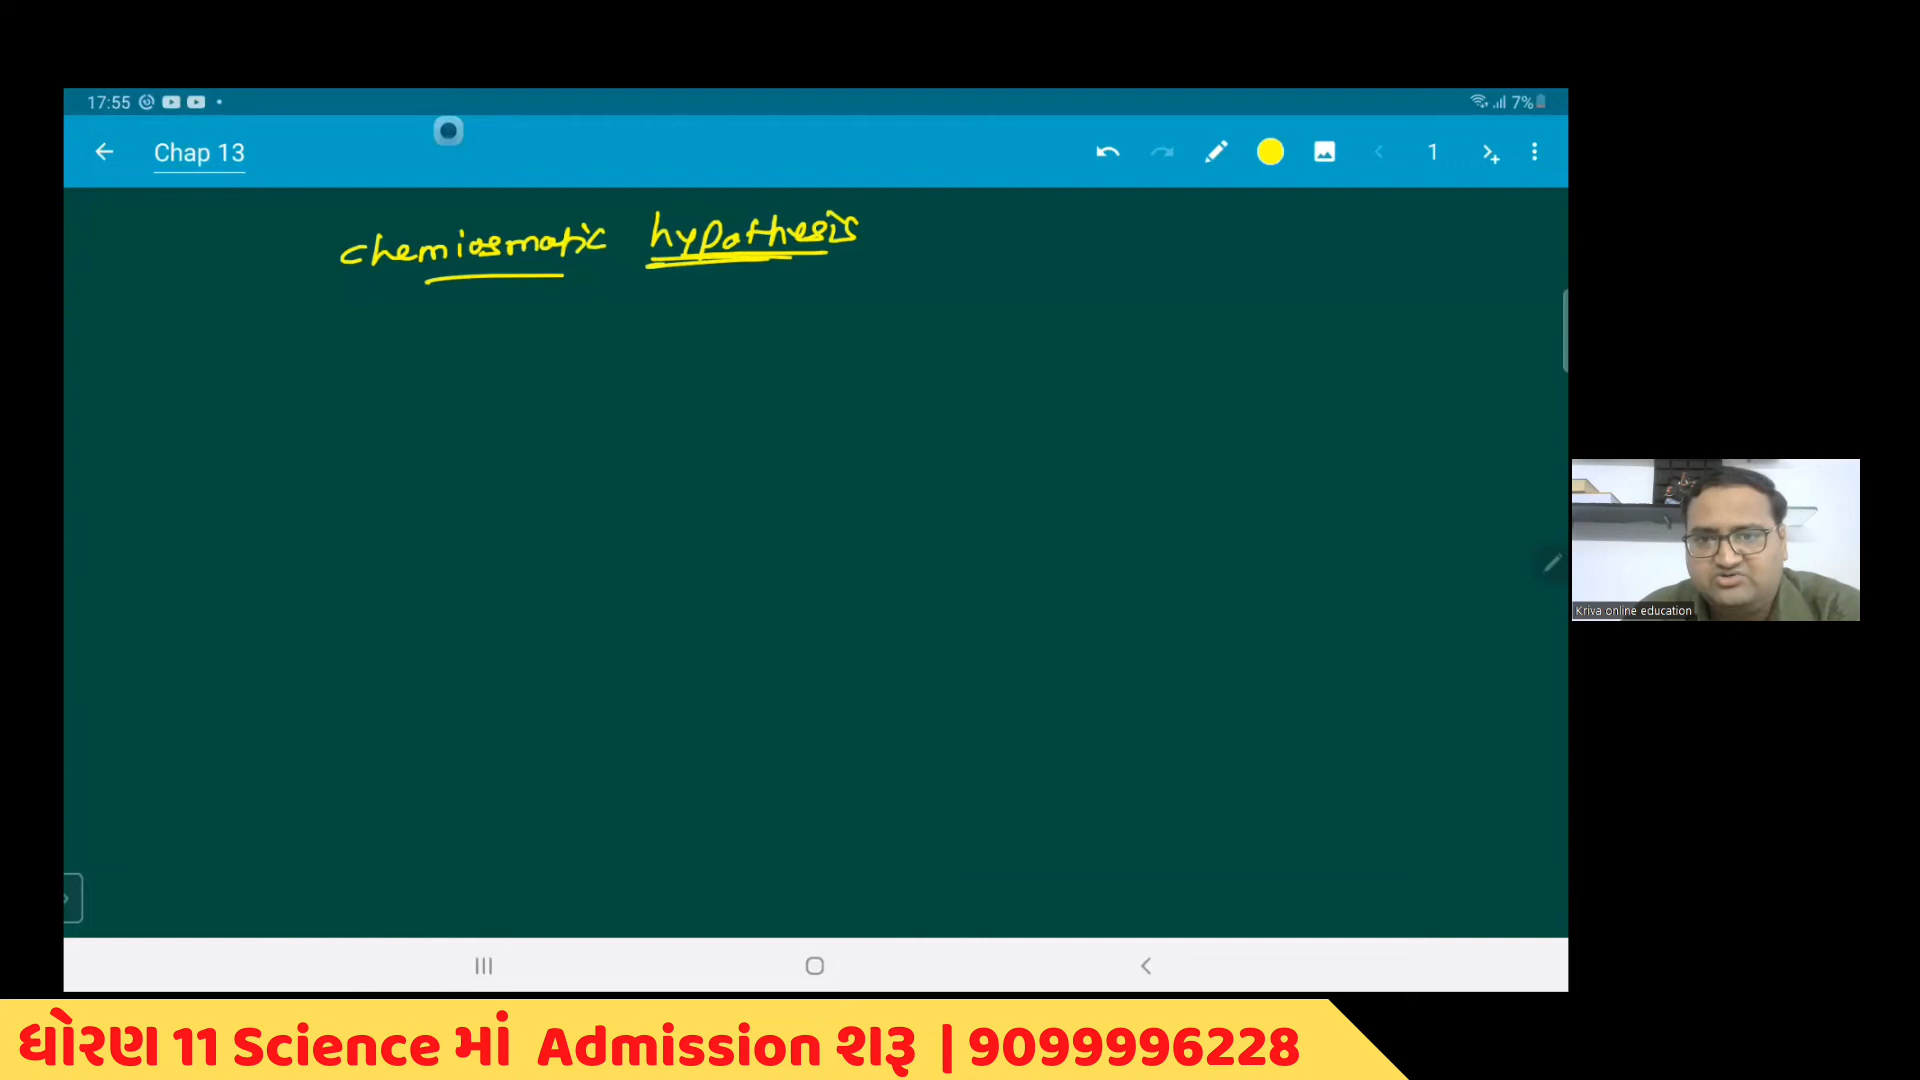 17:55
7%
Chap 13
1
chemiosmotic hypothesis
Kriva online education
ધોરણ 11 Science માં Admission શરૂ | 9099996228